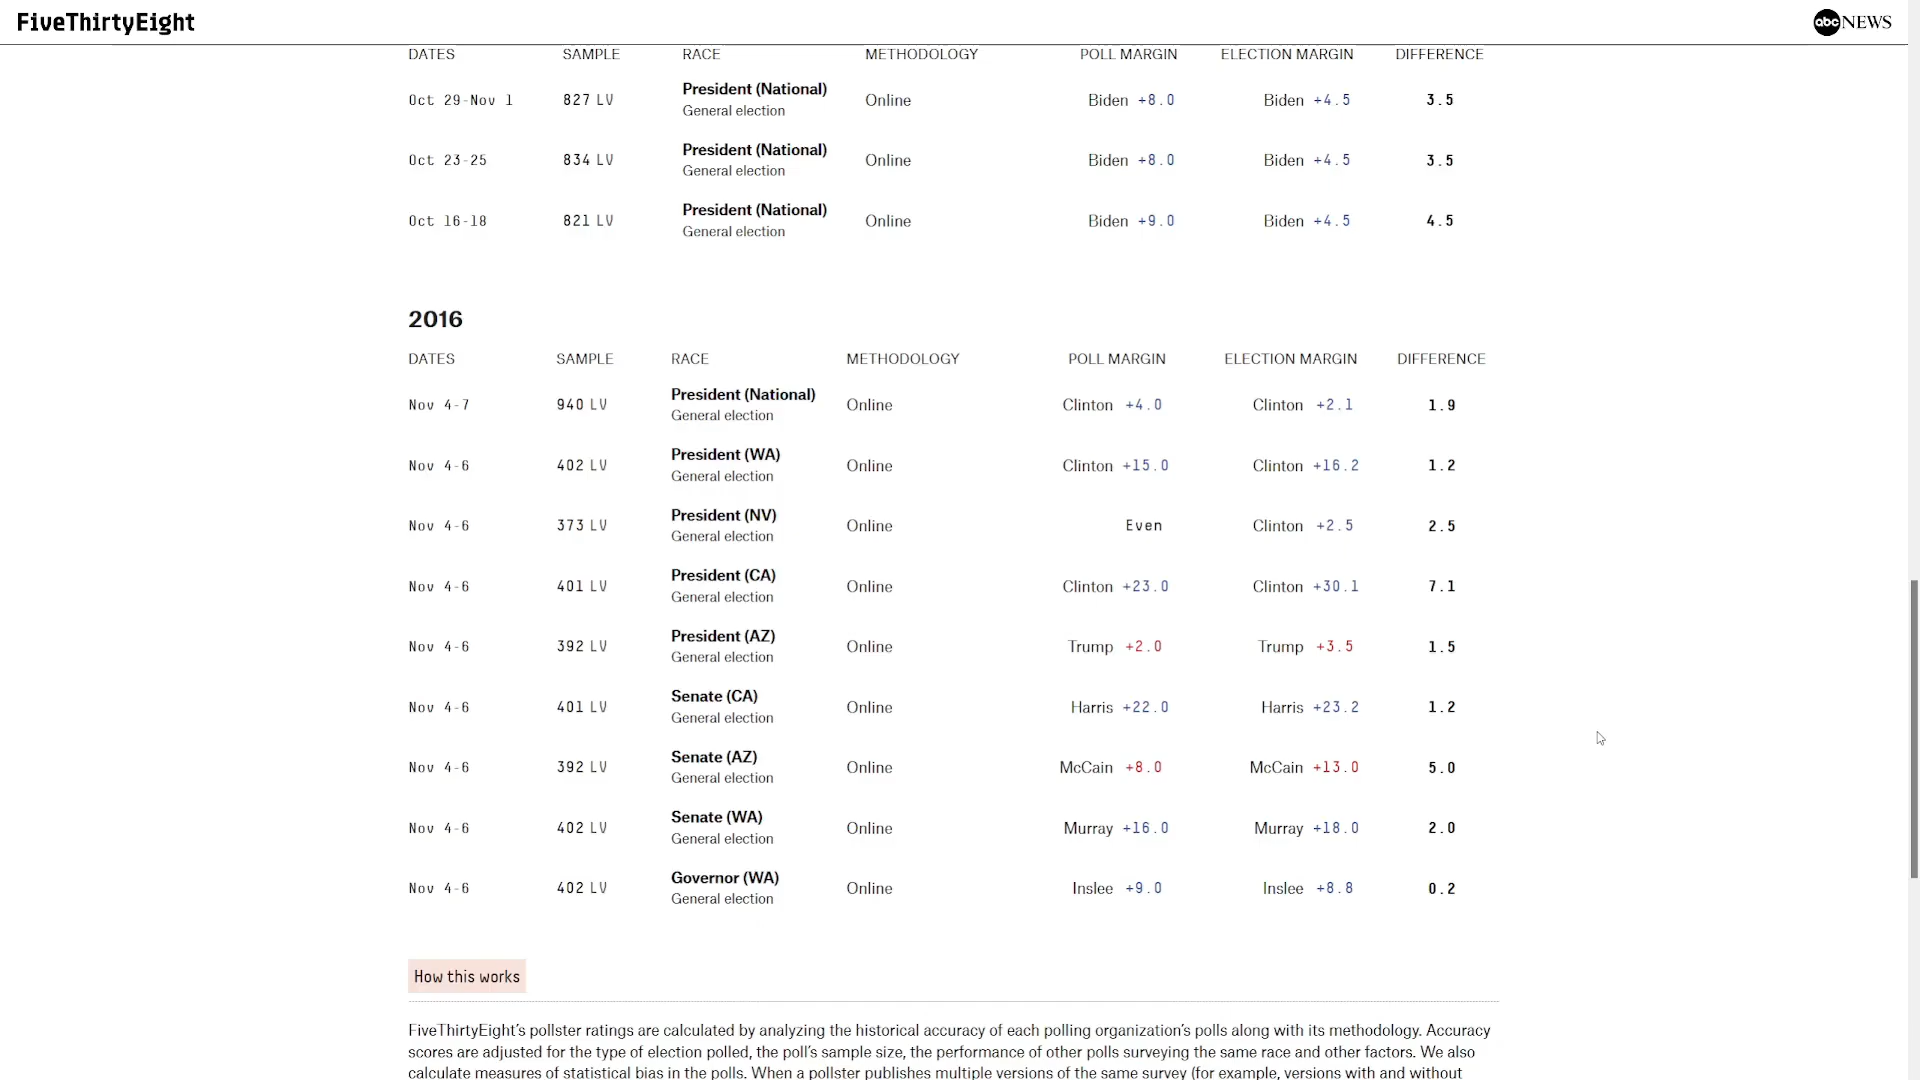 FiveThirtyEight
abc NEWS
DATES SAMPLE RACE METHODOLOGY POLL MARGIN ELECTION MARGIN DIFFERENCE
Oct 29-Nov 1 827 LV President (National) Online Biden +8.0 Biden +4.5 3.5
General election
Oct 23-25 834 LV President (National) Online Biden +8.0 Biden +4.5 3.5
General election
Oct 16-18 821 LV President (National) Online Biden +9.0 Biden +4.5 4.5
General election
2016
DATES SAMPLE RACE METHODOLOGY POLL MARGIN ELECTION MARGIN DIFFERENCE
Nov 4-7 940 LV President (National) Online Clinton +4.0 Clinton +2.1 1.9
General election
Nov 4-6 402 LV President (WA) Online Clinton +15.0 Clinton +16.2 1.2
General election
Nov 4-6 373 LV President (NV) Online Even Clinton +2.5 2.5
General election
Nov 4-6 401 LV President (CA) Online Clinton +23.0 Clinton +30.1 7.1
General election
Nov 4-6 392 LV President (AZ) Online Trump +2.0 Trump +3.5 1.5
General election
Nov 4-6 401 LV Senate (CA) Online Harris +22.0 Harris +23.2 1.2
General election
Nov 4-6 392 LV Senate (AZ) Online McCain +8.0 McCain +13.0 5.0
General election
Nov 4-6 402 LV Senate (WA) Online Murray +16.0 Murray +18.0 2.0
General election
Nov 4-6 402 LV Governor (WA) Online Inslee +9.0 Inslee +8.8 0.2
General election
How this works
FiveThirtyEight's pollster ratings are calculated by analyzing the historical accuracy of each polling organization's polls along with its methodology. Accuracy
scores are adjusted for the type of election polled, the poll's sample size, the performance of other polls surveying the same race and other factors. We also
calculate measures of statistical bias in the polls. When a pollster publishes multiple versions of the same survey (for example, versions with and without